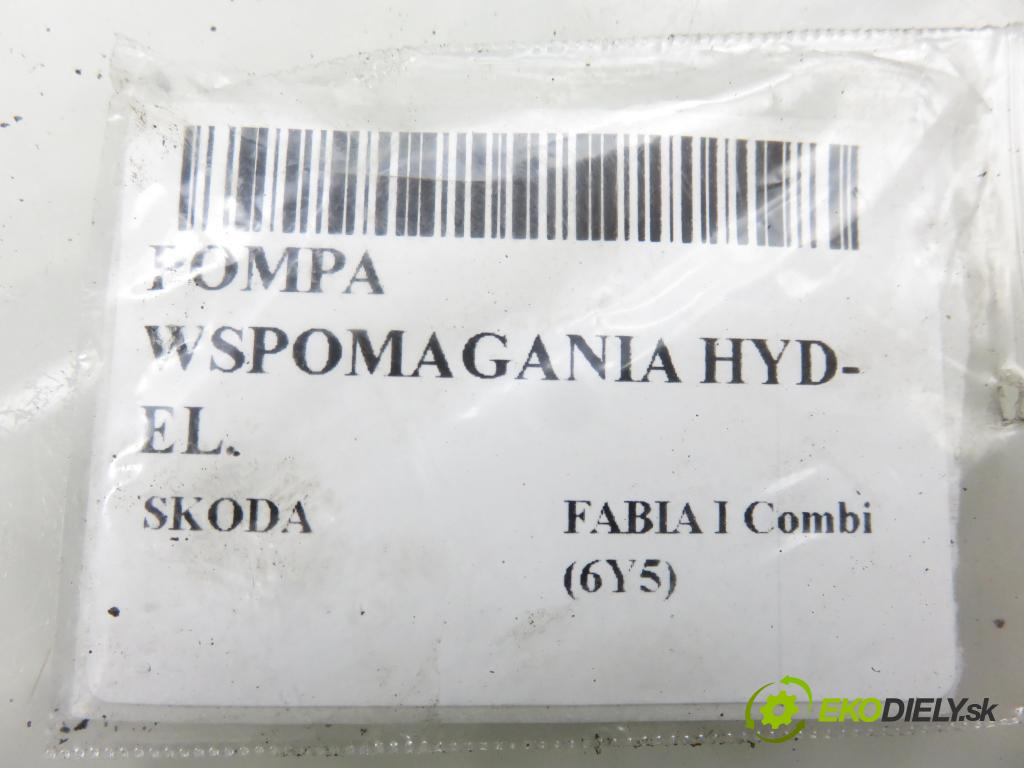 POMPA
WSPOMAGANIA HYD-
EL.
SKODA FABIA I Combi
(6Y5)
EKODIELY.sk